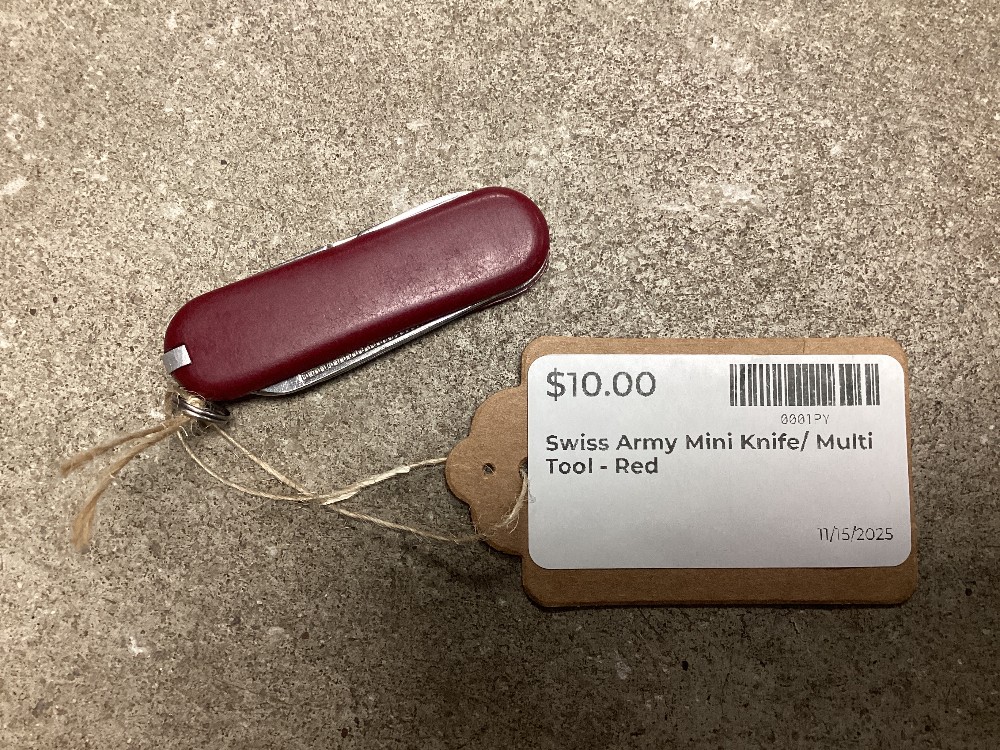 $10.00
0001PY
Swiss Army Mini Knife/ Multi
Tool - Red
11/15/2025